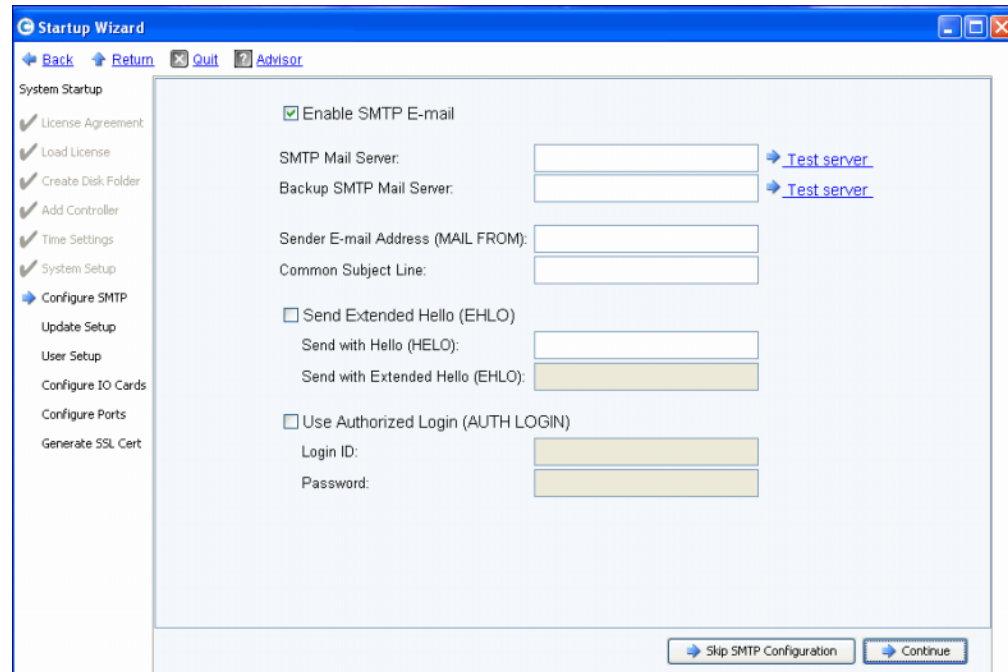 Startup Wizard
Back Return Quit Advisor
System Startup
License Agreement
Load License
Create Disk Folder
Add Controller
Time Settings
System Setup
Configure SMTP
Update Setup
User Setup
Configure IO Cards
Configure Ports
Generate SSL Cert
Enable SMTP E-mail
SMTP Mail Server: Test server
Backup SMTP Mail Server: Test server
Sender E-mail Address (MAIL FROM):
Common Subject Line:
Send Extended Hello (EHLO)
Send with Hello (HELO):
Send with Extended Hello (EHLO):
Use Authorized Login (AUTH LOGIN)
Login ID:
Password:
Skip SMTP Configuration Continue